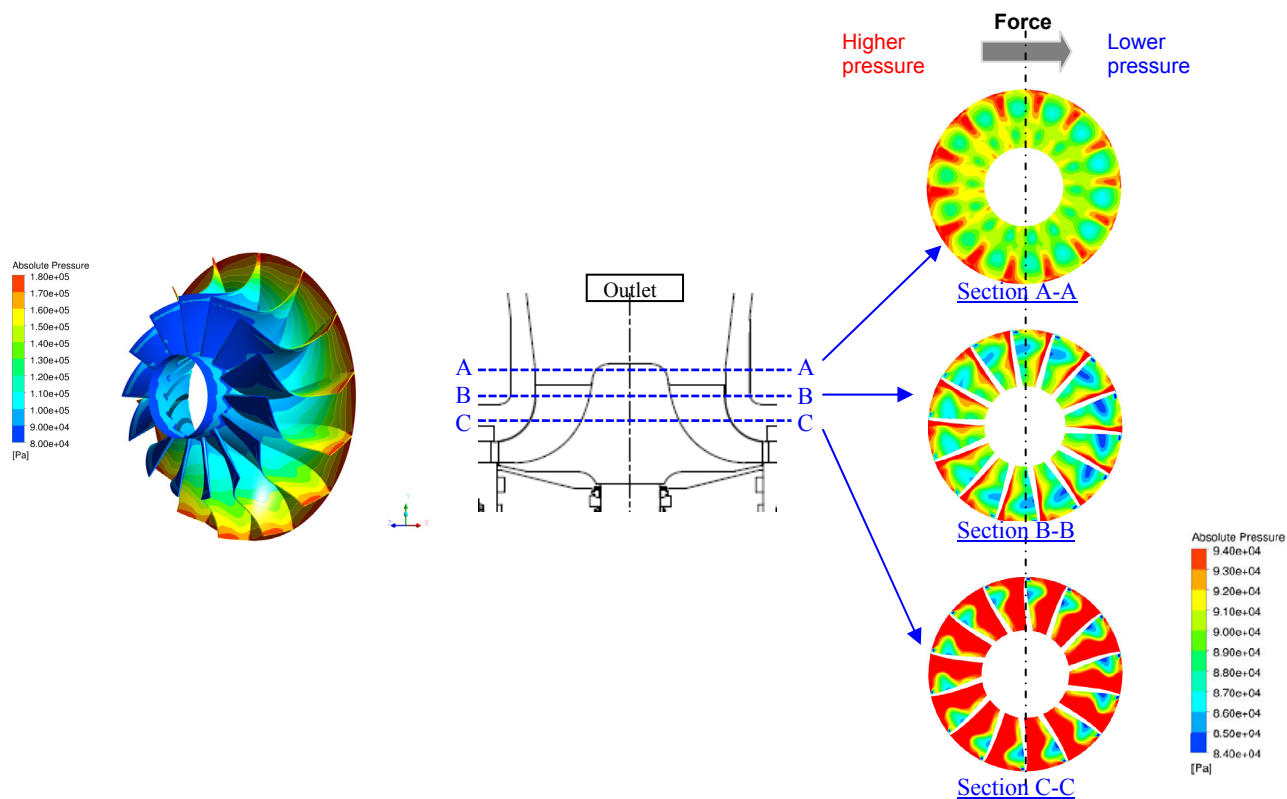 Force
Higher
pressure
Lower
pressure
Absolute Pressure
1.80e+05
1.70e+05
1.60e+05
1.50e+05
1.40e+05
1.30e+05
1.20e+05
1.10e+05
1.00e+05
9.00e+04
8.00e+04
[Pa]
Y
Z
X
Outlet
A
A
B
B
C
C
Section A-A
Section B-B
Section C-C
Absolute Pressure
9.40e+04
9.30e+04
9.20e+04
9.10e+04
9.00e+04
8.90e+04
8.80e+04
8.70e+04
8.60e+04
8.50e+04
8.40e+04
[Pa]